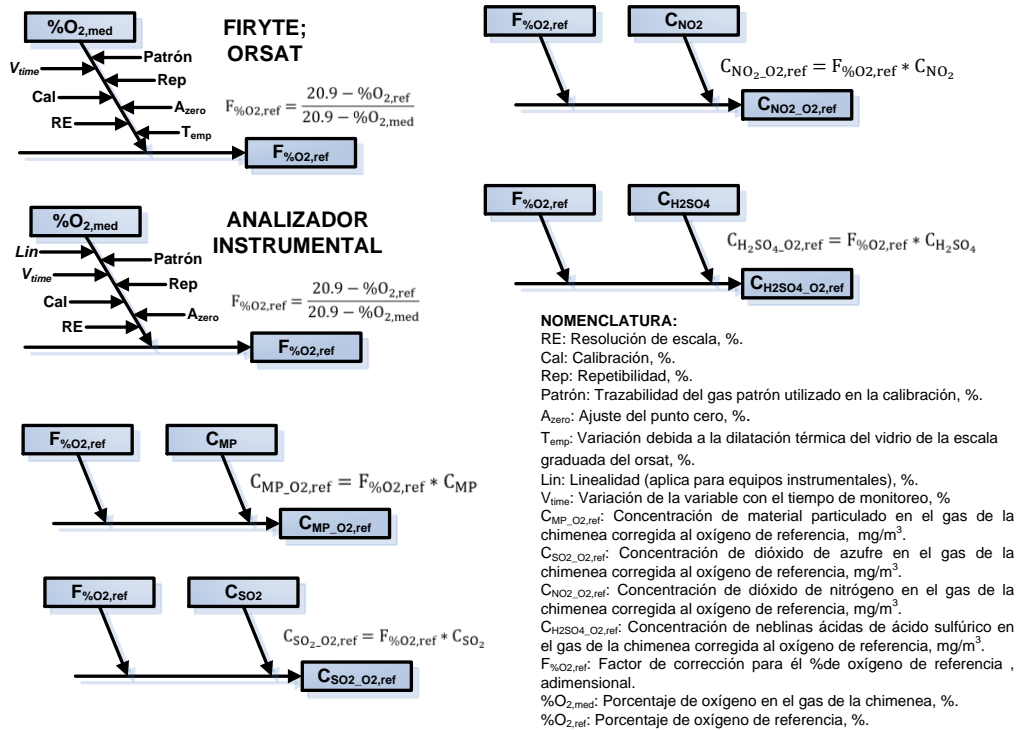 %O2,med
FIRYTE;
ORSAT
Patrón
Vtime
Rep
Cal
Azero
RE
Temp
F%O2,ref = (20.9 − %O2,ref) / (20.9 − %O2,med)
F%O2,ref
%O2,med
ANALIZADOR
INSTRUMENTAL
Lin
Patrón
Vtime
Rep
Cal
Azero
RE
F%O2,ref = (20.9 − %O2,ref) / (20.9 − %O2,med)
F%O2,ref
F%O2,ref
CMP
CMP_O2,ref = F%O2,ref * CMP
CMP_O2,ref
F%O2,ref
CSO2
CSO2_O2,ref = F%O2,ref * CSO2
CSO2_O2,ref
F%O2,ref
CNO2
CNO2_O2,ref = F%O2,ref * CNO2
CNO2_O2,ref
F%O2,ref
CH2SO4
CH2SO4_O2,ref = F%O2,ref * CH2SO4
CH2SO4_O2,ref
NOMENCLATURA:
RE: Resolución de escala, %.
Cal: Calibración, %.
Rep: Repetibilidad, %.
Patrón: Trazabilidad del gas patrón utilizado en la calibración, %.
Azero: Ajuste del punto cero, %.
Temp: Variación debida a la dilatación térmica del vidrio de la escala
graduada del orsat, %.
Lin: Linealidad (aplica para equipos instrumentales), %.
Vtime: Variación de la variable con el tiempo de monitoreo, %
CMP_O2,ref: Concentración de material particulado en el gas de la
chimenea corregida al oxígeno de referencia, mg/m3.
CSO2_O2,ref: Concentración de dióxido de azufre en el gas de la
chimenea corregida al oxígeno de referencia, mg/m3.
CNO2_O2,ref: Concentración de dióxido de nitrógeno en el gas de la
chimenea corregida al oxígeno de referencia, mg/m3.
CH2SO4_O2,ref: Concentración de neblinas ácidas de ácido sulfúrico en
el gas de la chimenea corregida al oxígeno de referencia, mg/m3.
F%O2,ref: Factor de corrección para él %de oxígeno de referencia ,
adimensional.
%O2,med: Porcentaje de oxígeno en el gas de la chimenea, %.
%O2,ref: Porcentaje de oxígeno de referencia, %.